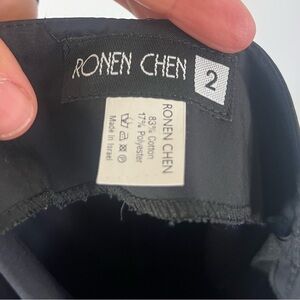 RONEN CHEN
2
RONEN CHEN
83% Cotton
17% Polyester
Made in Israel